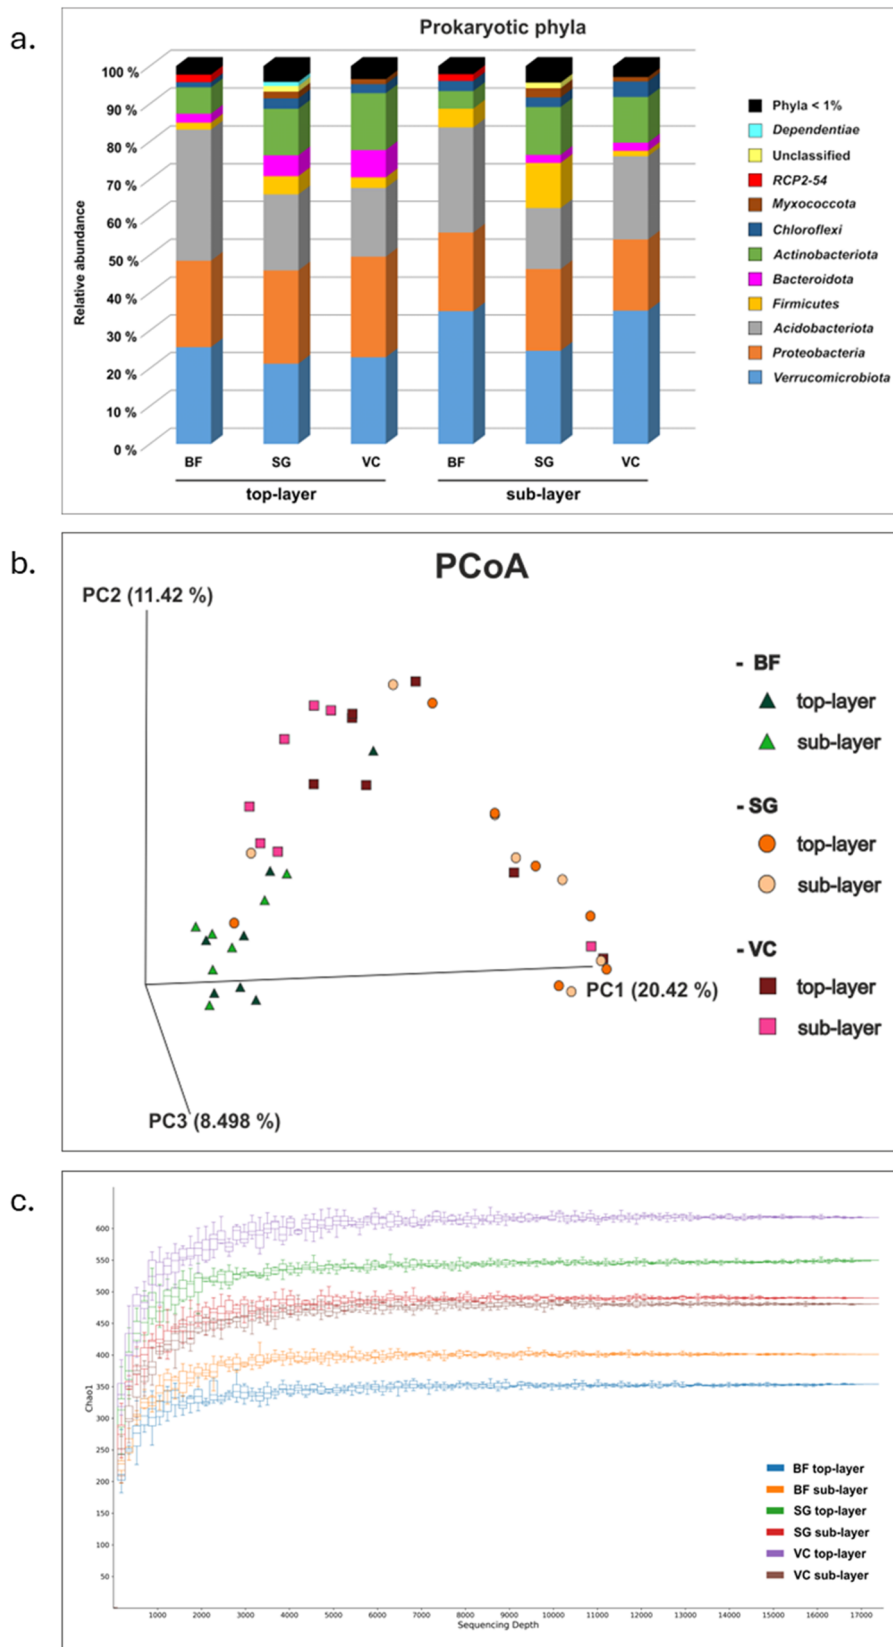 a.
Prokaryotic phyla
Relative abundance
100 %
90 %
80 %
70 %
60 %
50 %
40 %
30 %
20 %
10 %
0 %
BF SG VC BF SG VC
top-layer sub-layer
Phyla < 1%
Dependentiae
Unclassified
RCP2-54
Myxococcota
Chloroflexi
Actinobacteriota
Bacteroidota
Firmicutes
Acidobacteriota
Proteobacteria
Verrucomicrobiota
b.
PCoA
PC2 (11.42 %)
PC1 (20.42 %)
PC3 (8.498 %)
- BF
top-layer
sub-layer
- SG
top-layer
sub-layer
- VC
top-layer
sub-layer
c.
Chao1
600
550
500
450
400
350
300
250
200
150
100
50
1000 2000 3000 4000 5000 6000 7000 8000 9000 10000 11000 12000 13000 14000 15000 16000 17000
Sequencing Depth
BF top-layer
BF sub-layer
SG top-layer
SG sub-layer
VC top-layer
VC sub-layer